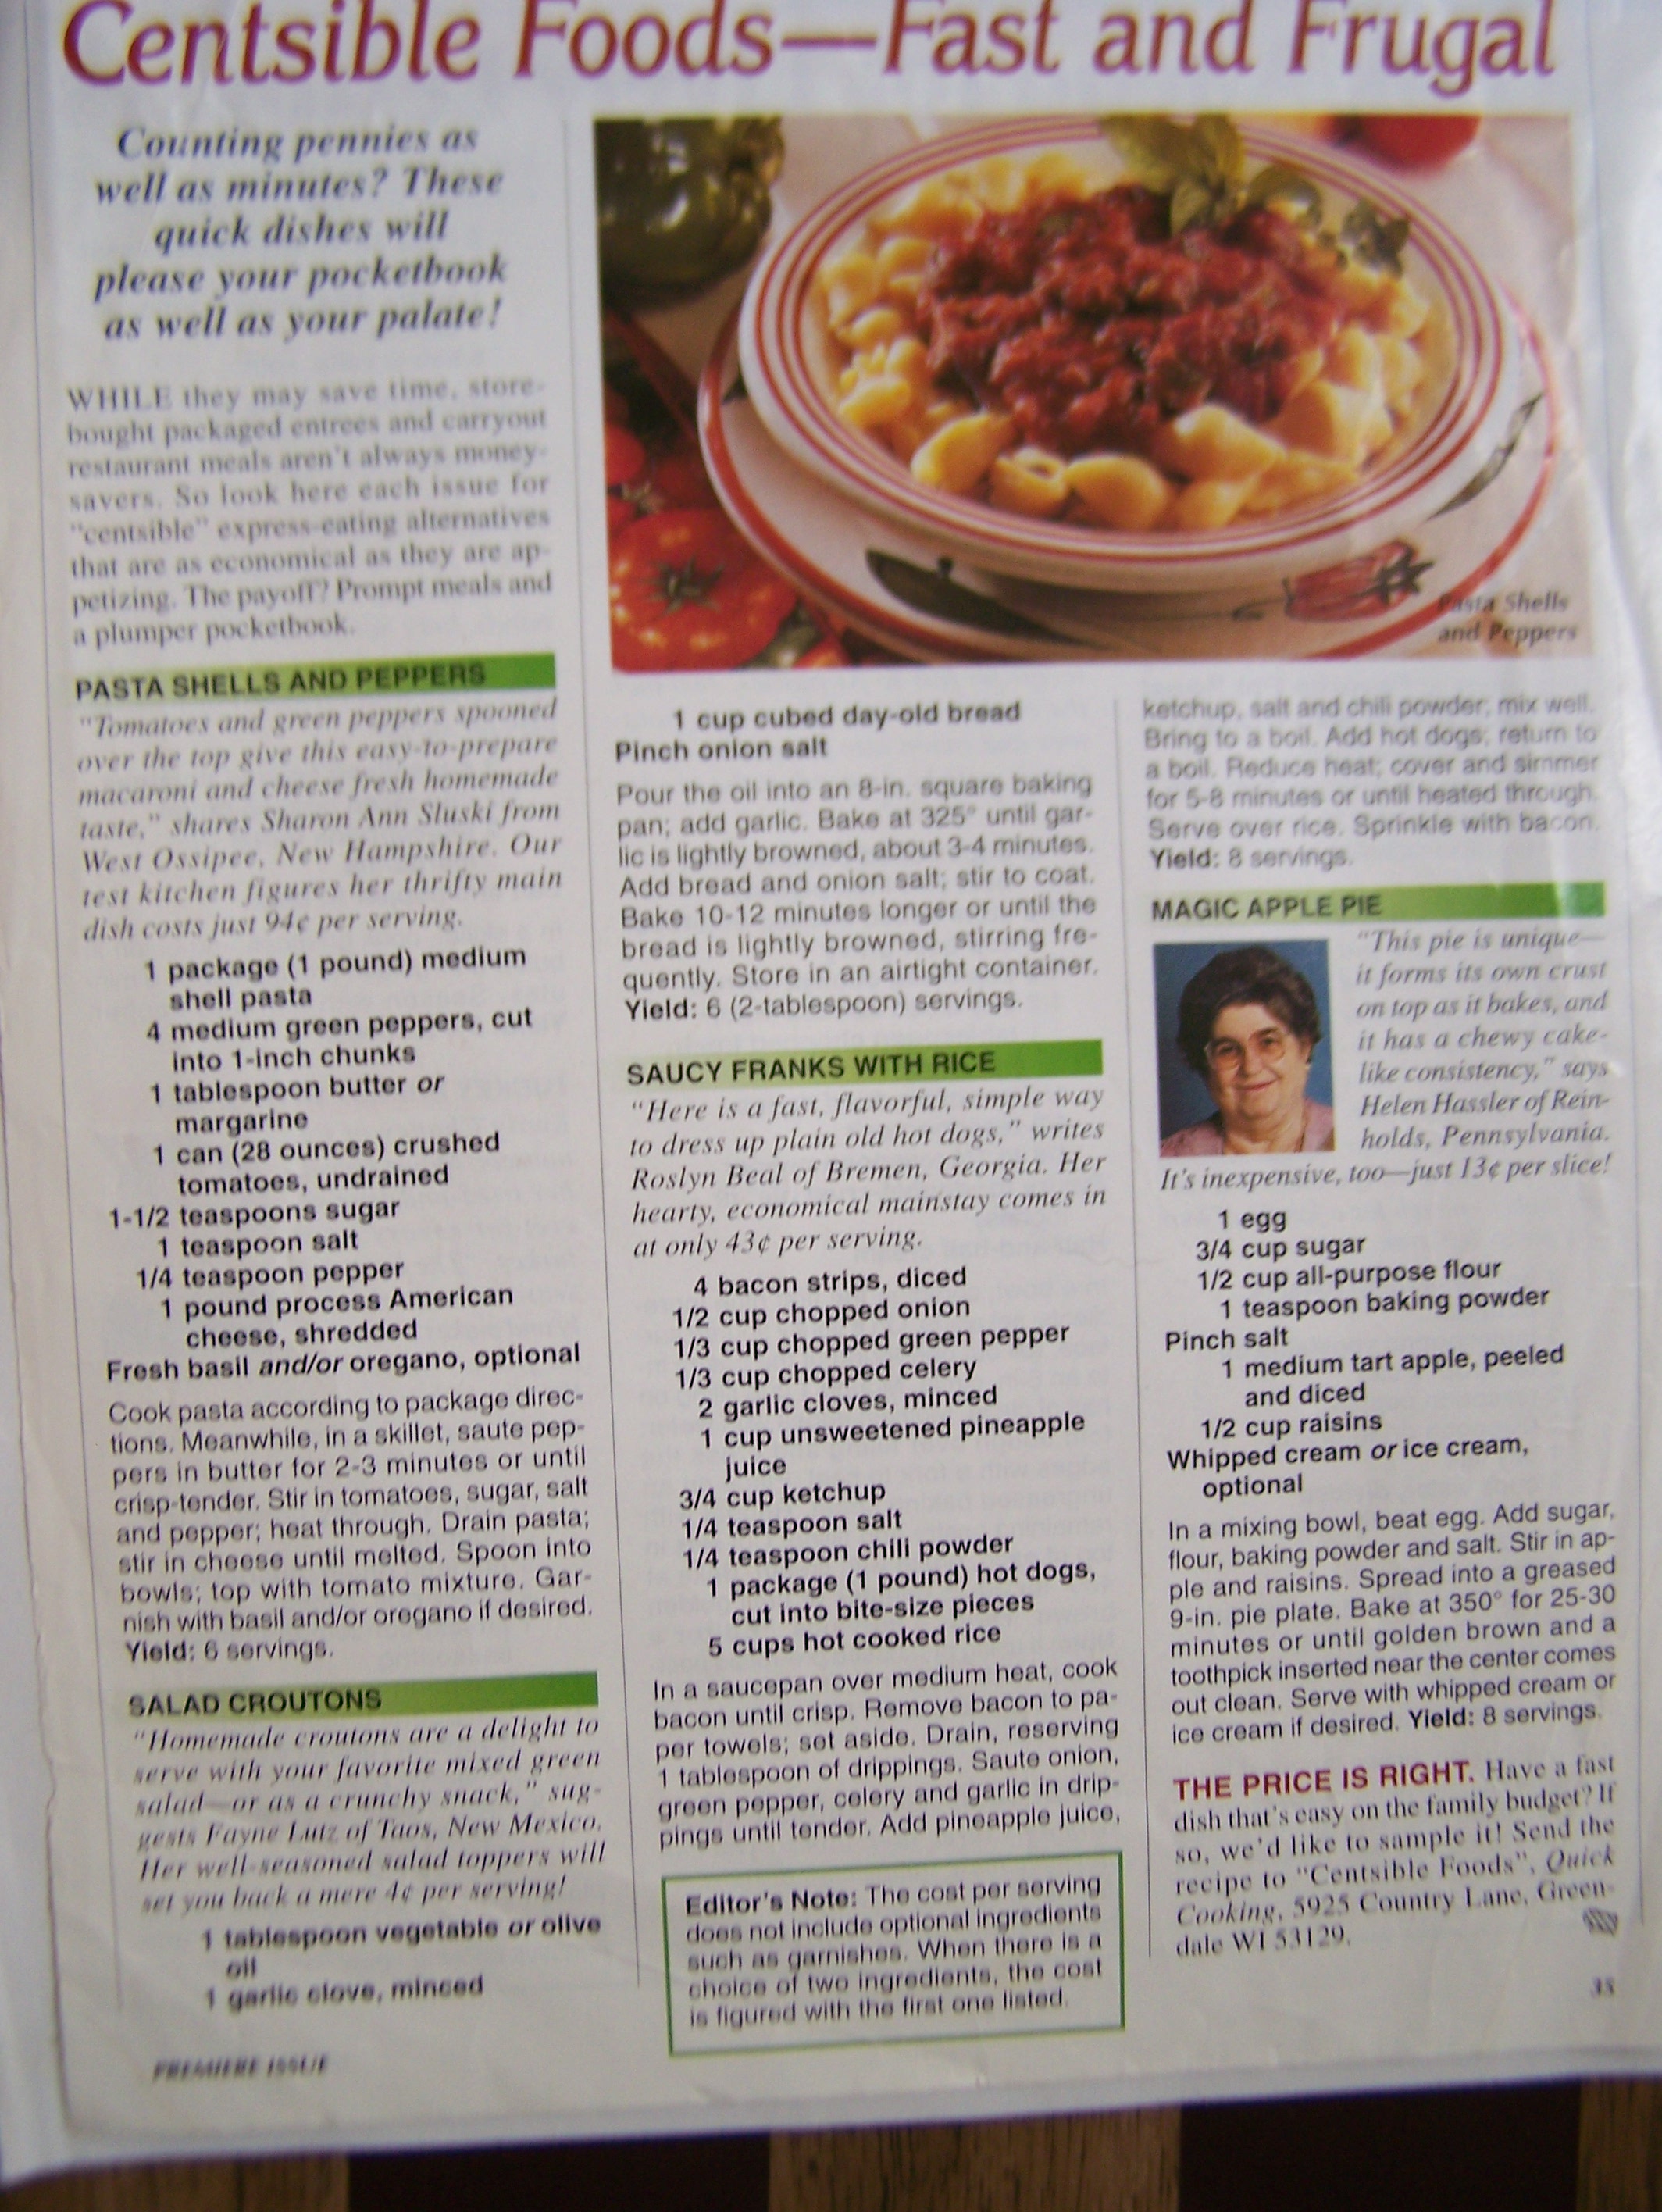 Centsible Foods—Fast and Frugal
Counting pennies as
well as minutes? These
quick dishes will
please your pocketbook
as well as your palate!
WHILE they may save time, store-
bought packaged entrees and carryout
restaurant meals aren't always money-
savers. So look here each issue for
"centsible" express-eating alternatives
that are as economical as they are ap-
petizing. The payoff? Prompt meals and
a plumper pocketbook.
PASTA SHELLS AND PEPPERS
"Tomatoes and green peppers spooned
over the top give this easy-to-prepare
macaroni and cheese fresh homemade
taste," shares Sharon Ann Sluski from
West Ossipee, New Hampshire. Our
test kitchen figures her thrifty main
dish costs just 94¢ per serving.
1 package (1 pound) medium
shell pasta
4 medium green peppers, cut
into 1-inch chunks
1 tablespoon butter or
margarine
1 can (28 ounces) crushed
tomatoes, undrained
1-1/2 teaspoons sugar
1 teaspoon salt
1/4 teaspoon pepper
1 pound process American
cheese, shredded
Fresh basil and/or oregano, optional
Cook pasta according to package direc-
tions. Meanwhile, in a skillet, saute pep-
pers in butter for 2-3 minutes or until
crisp-tender. Stir in tomatoes, sugar, salt
and pepper; heat through. Drain pasta;
stir in cheese until melted. Spoon into
bowls; top with tomato mixture. Gar-
nish with basil and/or oregano if desired.
Yield: 6 servings.
SALAD CROUTONS
"Homemade croutons are a delight to
serve with your favorite mixed green
salad—or as a crunchy snack," sug-
gests Fayne Lutz of Taos, New Mexico.
Her well-seasoned salad toppers will
set you back a mere 4¢ per serving!
1 tablespoon vegetable or olive
oil
1 garlic clove, minced
PREMIERE ISSUE
Pasta Shells
and Peppers
1 cup cubed day-old bread
Pinch onion salt
Pour the oil into an 8-in. square baking
pan; add garlic. Bake at 325° until gar-
lic is lightly browned, about 3-4 minutes.
Add bread and onion salt; stir to coat.
Bake 10-12 minutes longer or until the
bread is lightly browned, stirring fre-
quently. Store in an airtight container.
Yield: 6 (2-tablespoon) servings.
SAUCY FRANKS WITH RICE
"Here is a fast, flavorful, simple way
to dress up plain old hot dogs," writes
Roslyn Beal of Bremen, Georgia. Her
hearty, economical mainstay comes in
at only 43¢ per serving.
4 bacon strips, diced
1/2 cup chopped onion
1/3 cup chopped green pepper
1/3 cup chopped celery
2 garlic cloves, minced
1 cup unsweetened pineapple
juice
3/4 cup ketchup
1/4 teaspoon salt
1/4 teaspoon chili powder
1 package (1 pound) hot dogs,
cut into bite-size pieces
5 cups hot cooked rice
In a saucepan over medium heat, cook
bacon until crisp. Remove bacon to pa-
per towels; set aside. Drain, reserving
1 tablespoon of drippings. Saute onion,
green pepper, celery and garlic in drip-
pings until tender. Add pineapple juice,
Editor's Note: The cost per serving
does not include optional ingredients
such as garnishes. When there is a
choice of two ingredients, the cost
is figured with the first one listed.
ketchup, salt and chili powder; mix well.
Bring to a boil. Add hot dogs; return to
a boil. Reduce heat; cover and simmer
for 5-8 minutes or until heated through.
Serve over rice. Sprinkle with bacon.
Yield: 8 servings.
MAGIC APPLE PIE
"This pie is unique—
it forms its own crust
on top as it bakes, and
it has a chewy cake-
like consistency," says
Helen Hassler of Rein-
holds, Pennsylvania.
It's inexpensive, too—just 13¢ per slice!
1 egg
3/4 cup sugar
1/2 cup all-purpose flour
1 teaspoon baking powder
Pinch salt
1 medium tart apple, peeled
and diced
1/2 cup raisins
Whipped cream or ice cream,
optional
In a mixing bowl, beat egg. Add sugar,
flour, baking powder and salt. Stir in ap-
ple and raisins. Spread into a greased
9-in. pie plate. Bake at 350° for 25-30
minutes or until golden brown and a
toothpick inserted near the center comes
out clean. Serve with whipped cream or
ice cream if desired. Yield: 8 servings.
THE PRICE IS RIGHT. Have a fast
dish that's easy on the family budget? If
so, we'd like to sample it! Send the
recipe to "Centsible Foods", Quick
Cooking, 5925 Country Lane, Green-
dale WI 53129.